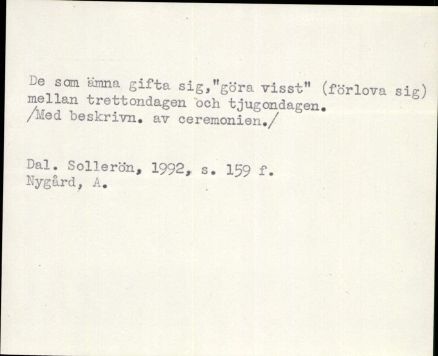 De som ämna gifta sig,"göra visst" (förlova sig)
mellan trettondagen och tjugondagen.
/Med beskrivn. av ceremonien./
Dal. Sollerön, 1992, s. 159 f.
Nygård, A.